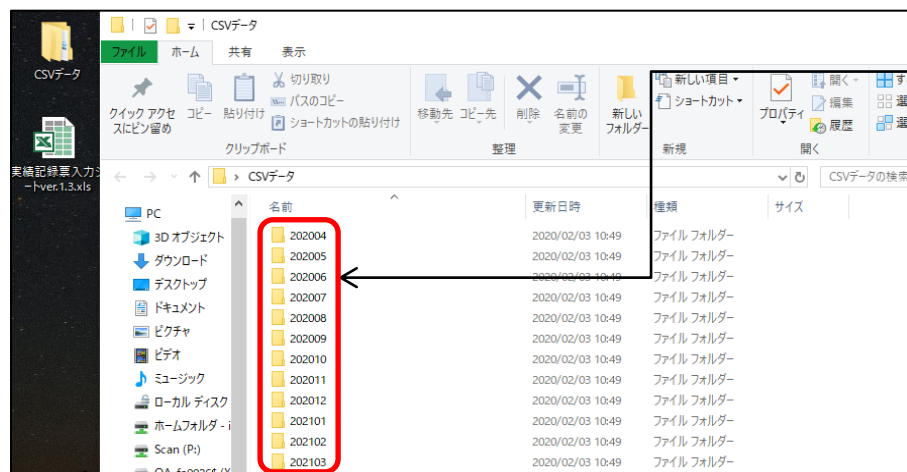 CSVデータ
実績記録票入力シ
ートver.1.3.xls
CSVデータ
ファイル ホーム 共有 表示
クイック アクセ
スにピン留め
コピー
貼り付け
切り取り
パスのコピー
ショートカットの貼り付け
クリップボード
移動先 コピー先
削除
名前の
変更
整理
新しい
フォルダー
新しい項目
ショートカット
新規
プロパティ
開く
編集
履歴
開く
す
選
選
CSVデータ
CSVデータの検索
名前 更新日時 種類 サイズ
PC
3D オブジェクト
ダウンロード
デスクトップ
ドキュメント
ピクチャ
ビデオ
ミュージック
ローカル ディスク
ホームフォルダ - i
Scan (P:)
202004 2020/02/03 10:49 ファイル フォルダー
202005 2020/02/03 10:49 ファイル フォルダー
202006 2020/02/03 10:49 ファイル フォルダー
202007 2020/02/03 10:49 ファイル フォルダー
202008 2020/02/03 10:49 ファイル フォルダー
202009 2020/02/03 10:49 ファイル フォルダー
202010 2020/02/03 10:49 ファイル フォルダー
202011 2020/02/03 10:49 ファイル フォルダー
202012 2020/02/03 10:49 ファイル フォルダー
202101 2020/02/03 10:49 ファイル フォルダー
202102 2020/02/03 10:49 ファイル フォルダー
202103 2020/02/03 10:49 ファイル フォルダー